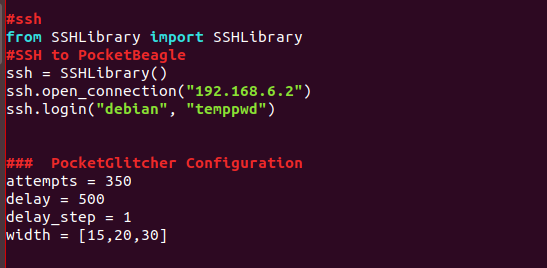 #ssh
from SSHLibrary import SSHLibrary
#SSH to PocketBeagle
ssh = SSHLibrary()
ssh.open_connection("192.168.6.2")
ssh.login("debian", "temppwd")
###  PocketGlitcher Configuration
attempts = 350
delay = 500
delay_step = 1
width = [15,20,30]